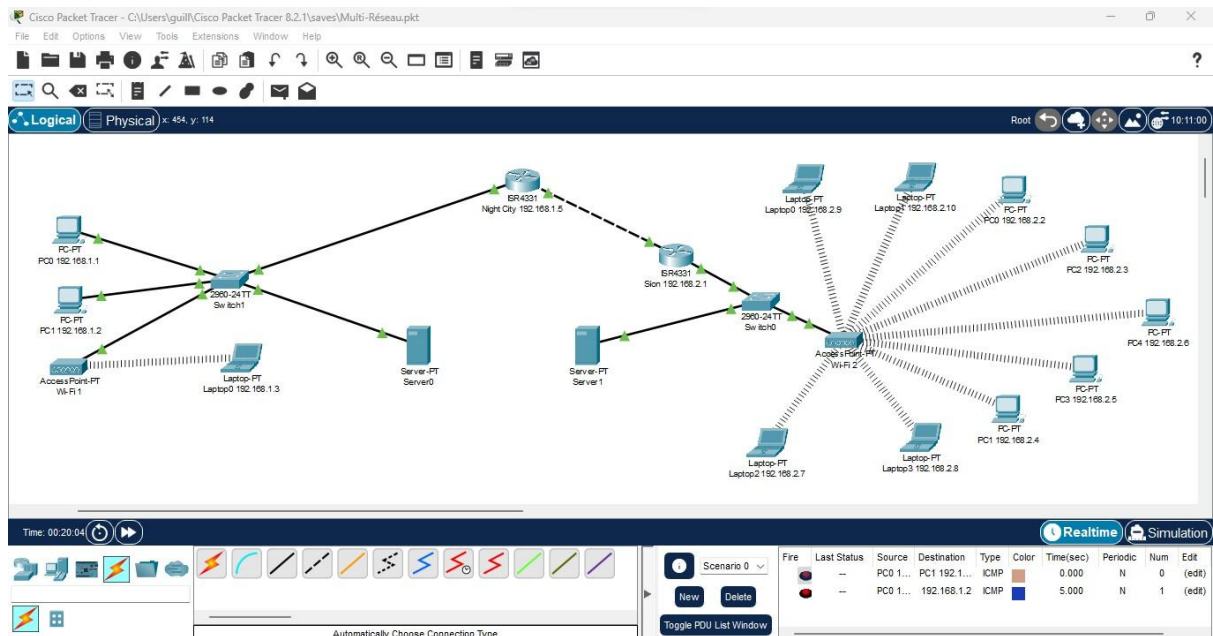 Cisco Packet Tracer - C:\Users\guill\Cisco Packet Tracer 8.2.1\saves\Multi-Réseau.pkt
File Edit Options View Tools Extensions Window Help
?
Logical Physical x: 454, y: 114 Root 10:11:00
ISR4331
Night City 192.168.1.5
PC-PT
PC0 192.168.1.1
PC-PT
PC1 192.168.1.2
AccessPoint-PT
Wi-Fi 1
2960-24TT
Switch1
Laptop-PT
Laptop0 192.168.1.3
Server-PT
Server0
Server-PT
Server1
ISR4331
Sion 192.168.2.1
2960-24TT
Switch0
AccessPoint-PT
Wi-Fi 2
Laptop-PT
Laptop0 192.168.2.9
Laptop-PT
Laptop1 192.168.2.10
PC-PT
PC0 192.168.2.2
PC-PT
PC2 192.168.2.3
PC-PT
PC4 192.168.2.6
PC-PT
PC3 192.168.2.5
PC-PT
PC1 192.168.2.4
Laptop-PT
Laptop3 192.168.2.8
Laptop-PT
Laptop2 192.168.2.7
Time: 00:20:04 Realtime Simulation
Scenario 0
New Delete
Toggle PDU List Window
Fire Last Status Source Destination Type Color Time(sec) Periodic Num Edit
-- PC0 1... PC1 192.1... ICMP 0.000 N 0 (edit)
-- PC0 1... 192.168.1.2 ICMP 5.000 N 1 (edit)
Automatically Choose Connection Type